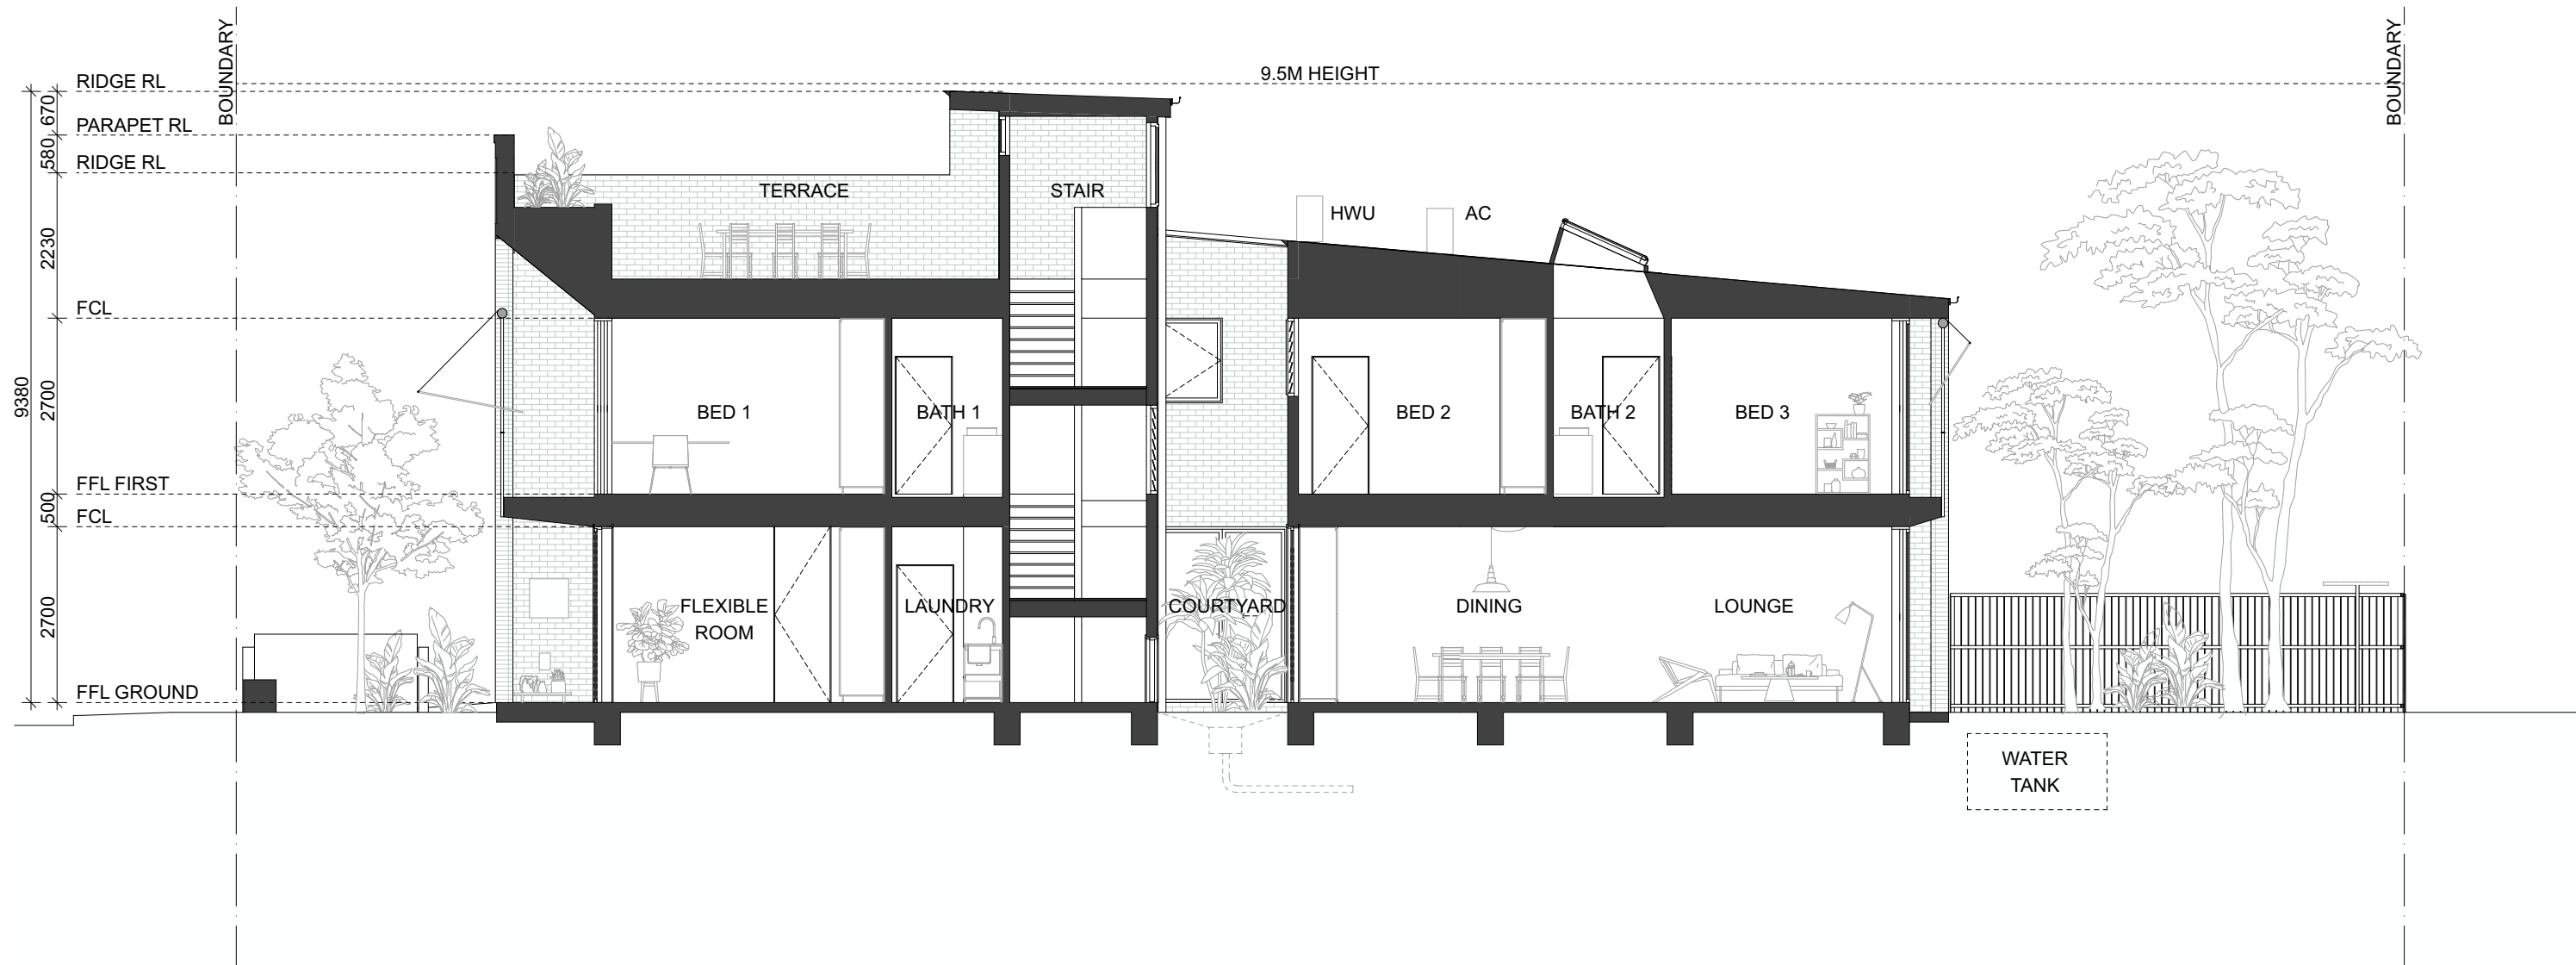 BOUNDARY
BOUNDARY
9.5M HEIGHT
RIDGE RL
670
PARAPET RL
580
RIDGE RL
TERRACE
STAIR
HWU
AC
2230
FCL
9380
2700
BED 1
BATH 1
BED 2
BATH 2
BED 3
FFL FIRST
500
FCL
2700
FLEXIBLE
ROOM
LAUNDRY
COURTYARD
DINING
LOUNGE
FFL GROUND
WATER
TANK